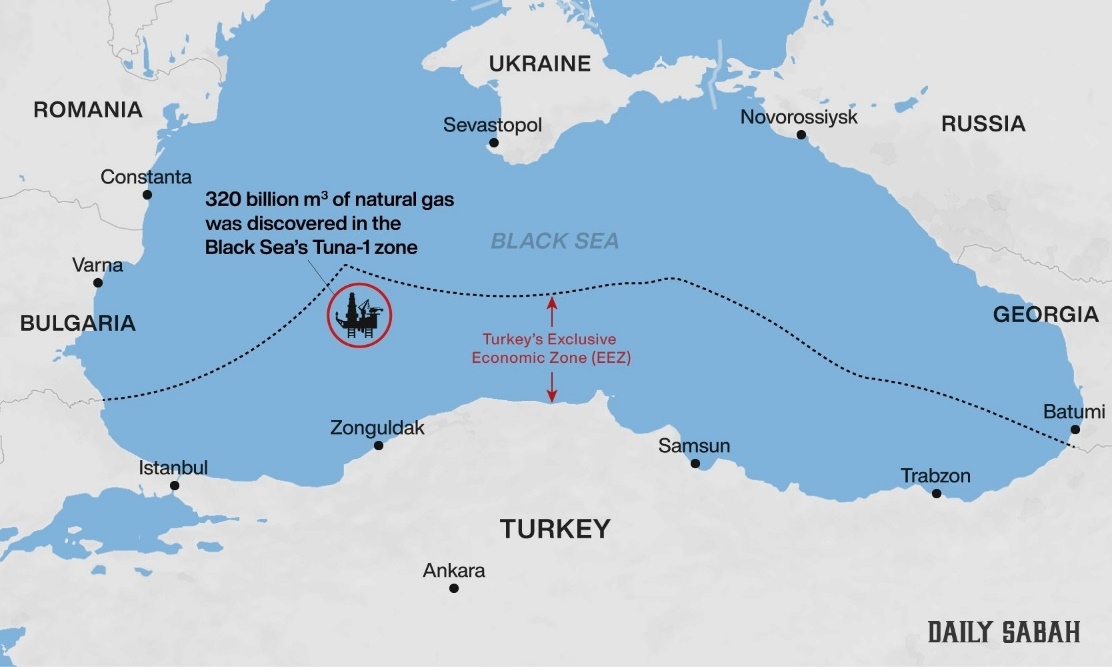 UKRAINE
ROMANIA
Sevastopol
Novorossiysk
RUSSIA
Constanta
320 billion m³ of natural gas
was discovered in the
Black Sea's Tuna-1 zone
BLACK SEA
Varna
BULGARIA
GEORGIA
Turkey's Exclusive
Economic Zone (EEZ)
Batumi
Zonguldak
Samsun
Istanbul
Trabzon
TURKEY
Ankara
DAILY SABAH